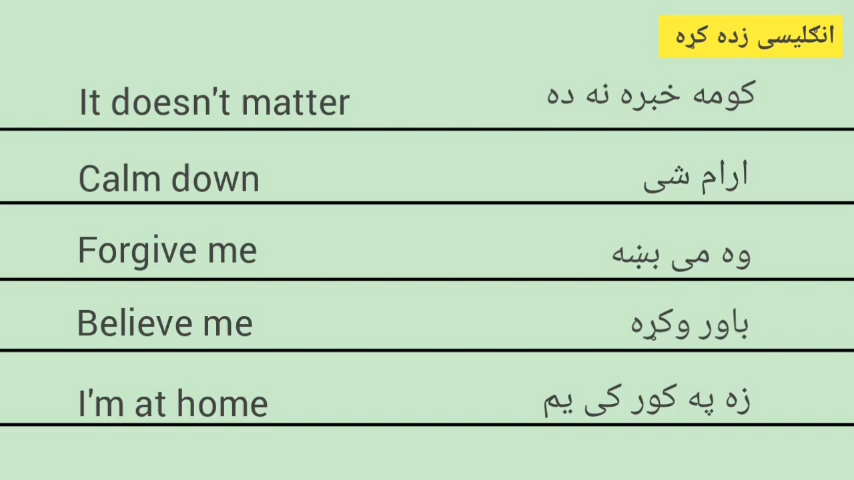 انګلیسی زده کړه
It doesn't matter کومه خبره نه ده
Calm down ارام شی
Forgive me وه می بښه
Believe me باور وکړه
I'm at home زه په کور کی یم